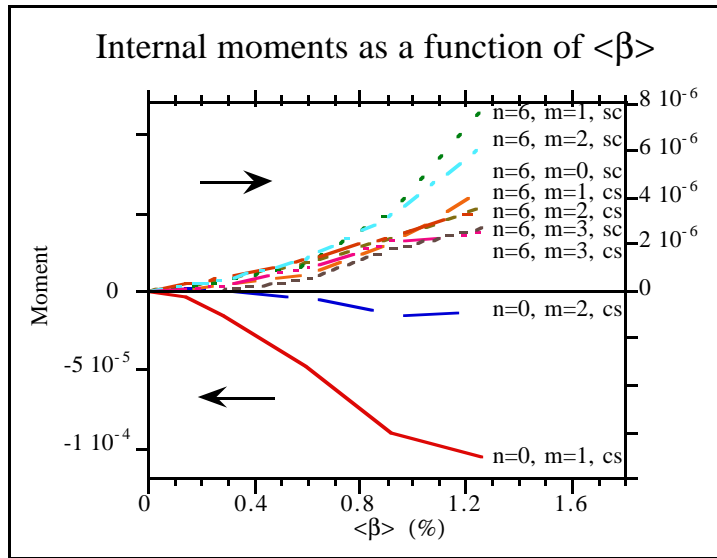 Internal moments as a function of <β>
8 10-6
n=6, m=1, sc
n=6, m=2, sc
6 10-6
n=6, m=0, sc
n=6, m=1, cs
4 10-6
n=6, m=2, cs
n=6, m=3, sc
2 10-6
n=6, m=3, cs
Moment
0
0
n=0, m=2, cs
-5 10-5
-1 10-4
n=0, m=1, cs
0 0.4 0.8 1.2 1.6
<β> (%)